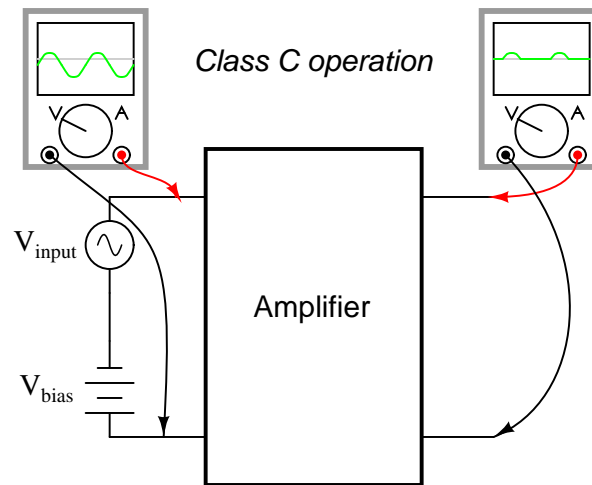 Class C operation
V A
V A
V_input
Amplifier
V_bias